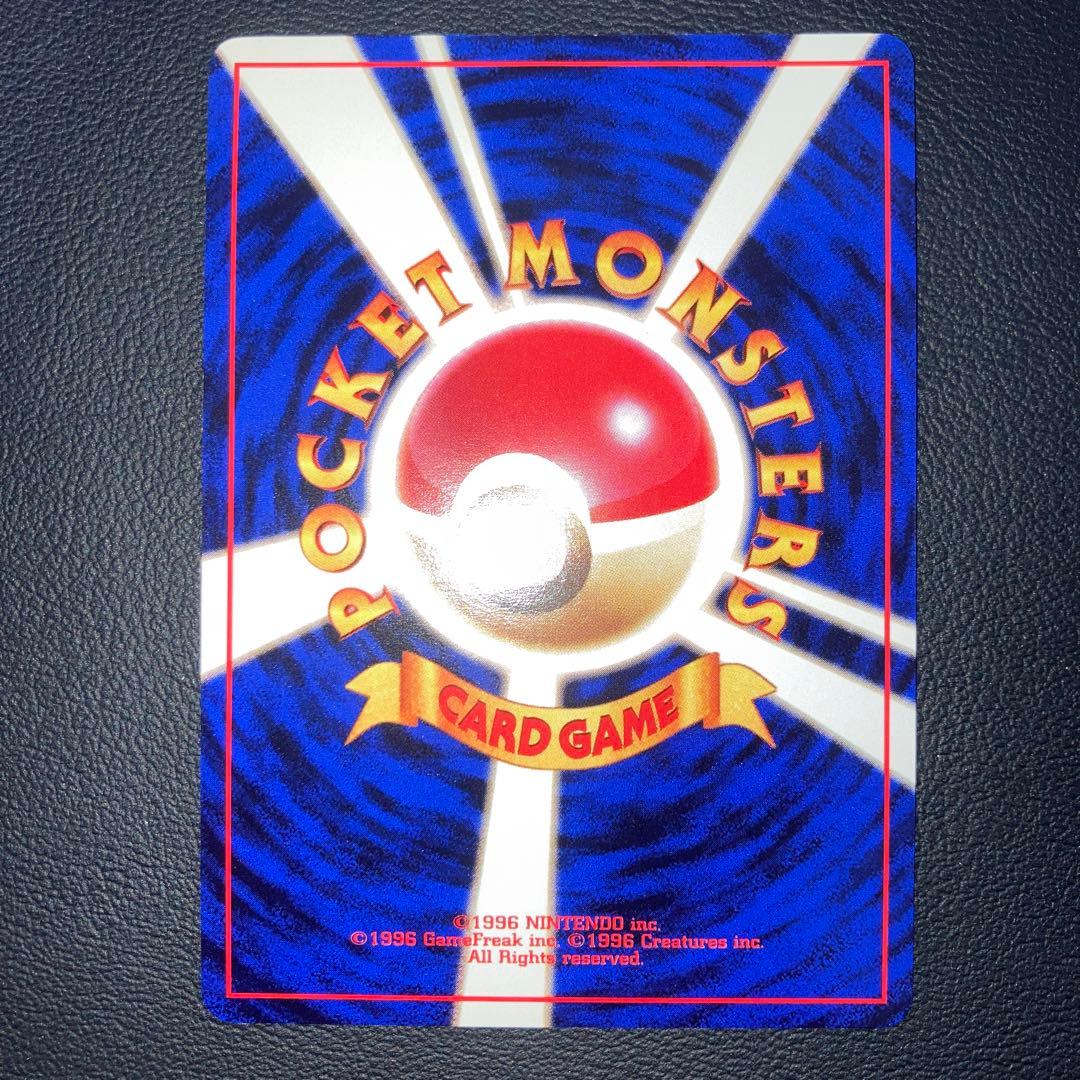 POCKET MONSTERS
CARD GAME
©1996 NINTENDO inc.
©1996 GameFreak inc. ©1996 Creatures inc.
All Rights reserved.